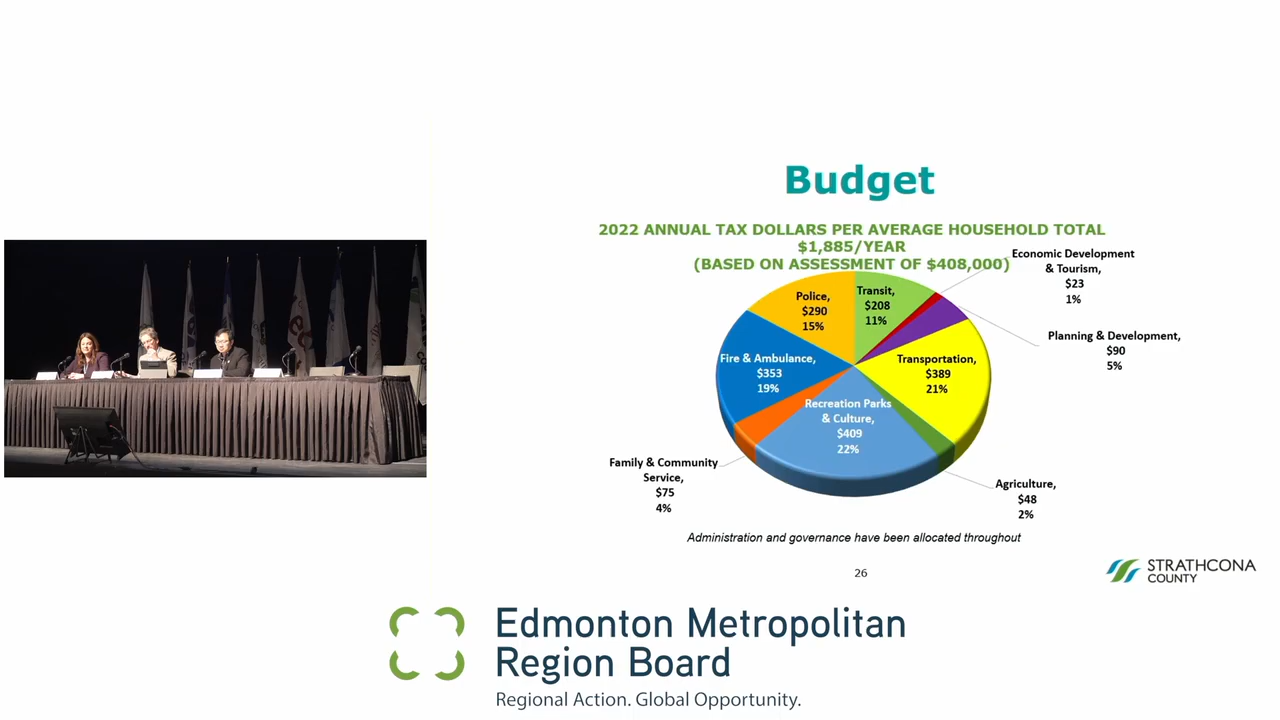 Budget
2022 ANNUAL TAX DOLLARS PER AVERAGE HOUSEHOLD TOTAL
$1,885/YEAR
(BASED ON ASSESSMENT OF $408,000)
Economic Development
& Tourism,
$23
1%
Police,
$290
15%
Transit,
$208
11%
Planning & Development,
$90
5%
Fire & Ambulance,
$353
19%
Transportation,
$389
21%
Recreation Parks
& Culture,
$409
22%
Family & Community
Service,
$75
4%
Agriculture,
$48
2%
Administration and governance have been allocated throughout
26
STRATHCONA
COUNTY
Edmonton Metropolitan
Region Board
Regional Action. Global Opportunity.